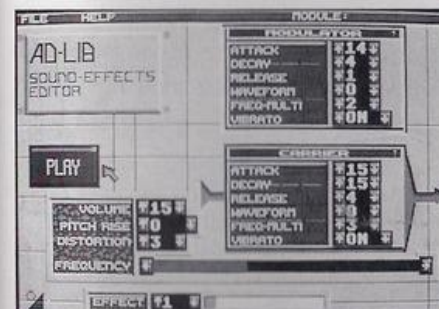 FILE HELP MODULE:
AD-LIB
SOUND-EFFECTS
EDITOR
PLAY
VOLUME 15
PITCH RISE 0
DISTORTION 3
FREQUENCY
EFFECT 1
MODULATOR
ATTACK 14
DECAY 4
RELEASE 1
WAVEFORM 0
FREQ-MULTI 2
VIBRATO ON
CARRIER
ATTACK 15
DECAY 15
RELEASE 4
WAVEFORM 0
FREQ-MULTI 3
VIBRATO ON